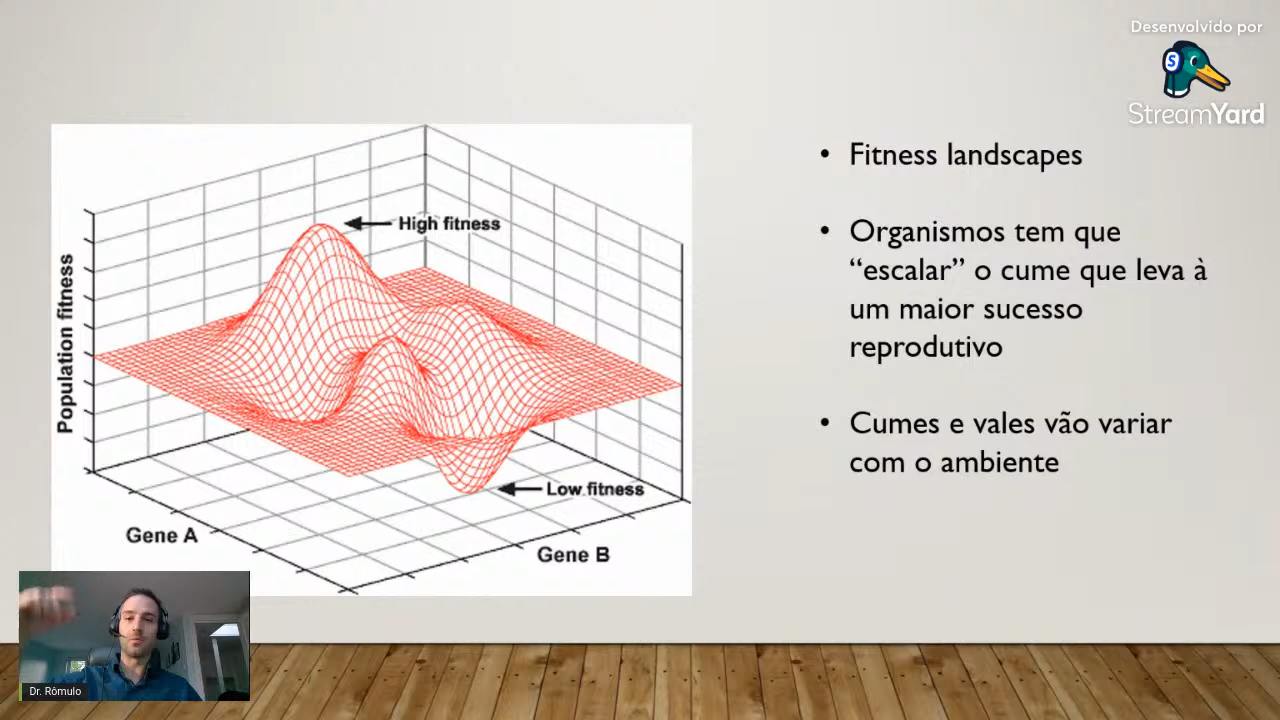 Desenvolvido por
StreamYard
• Fitness landscapes
• Organismos tem que
“escalar” o cume que leva à
um maior sucesso
reprodutivo
• Cumes e vales vão variar
com o ambiente
High fitness
Population fitness
Low fitness
Gene A
Gene B
Dr. Rômulo